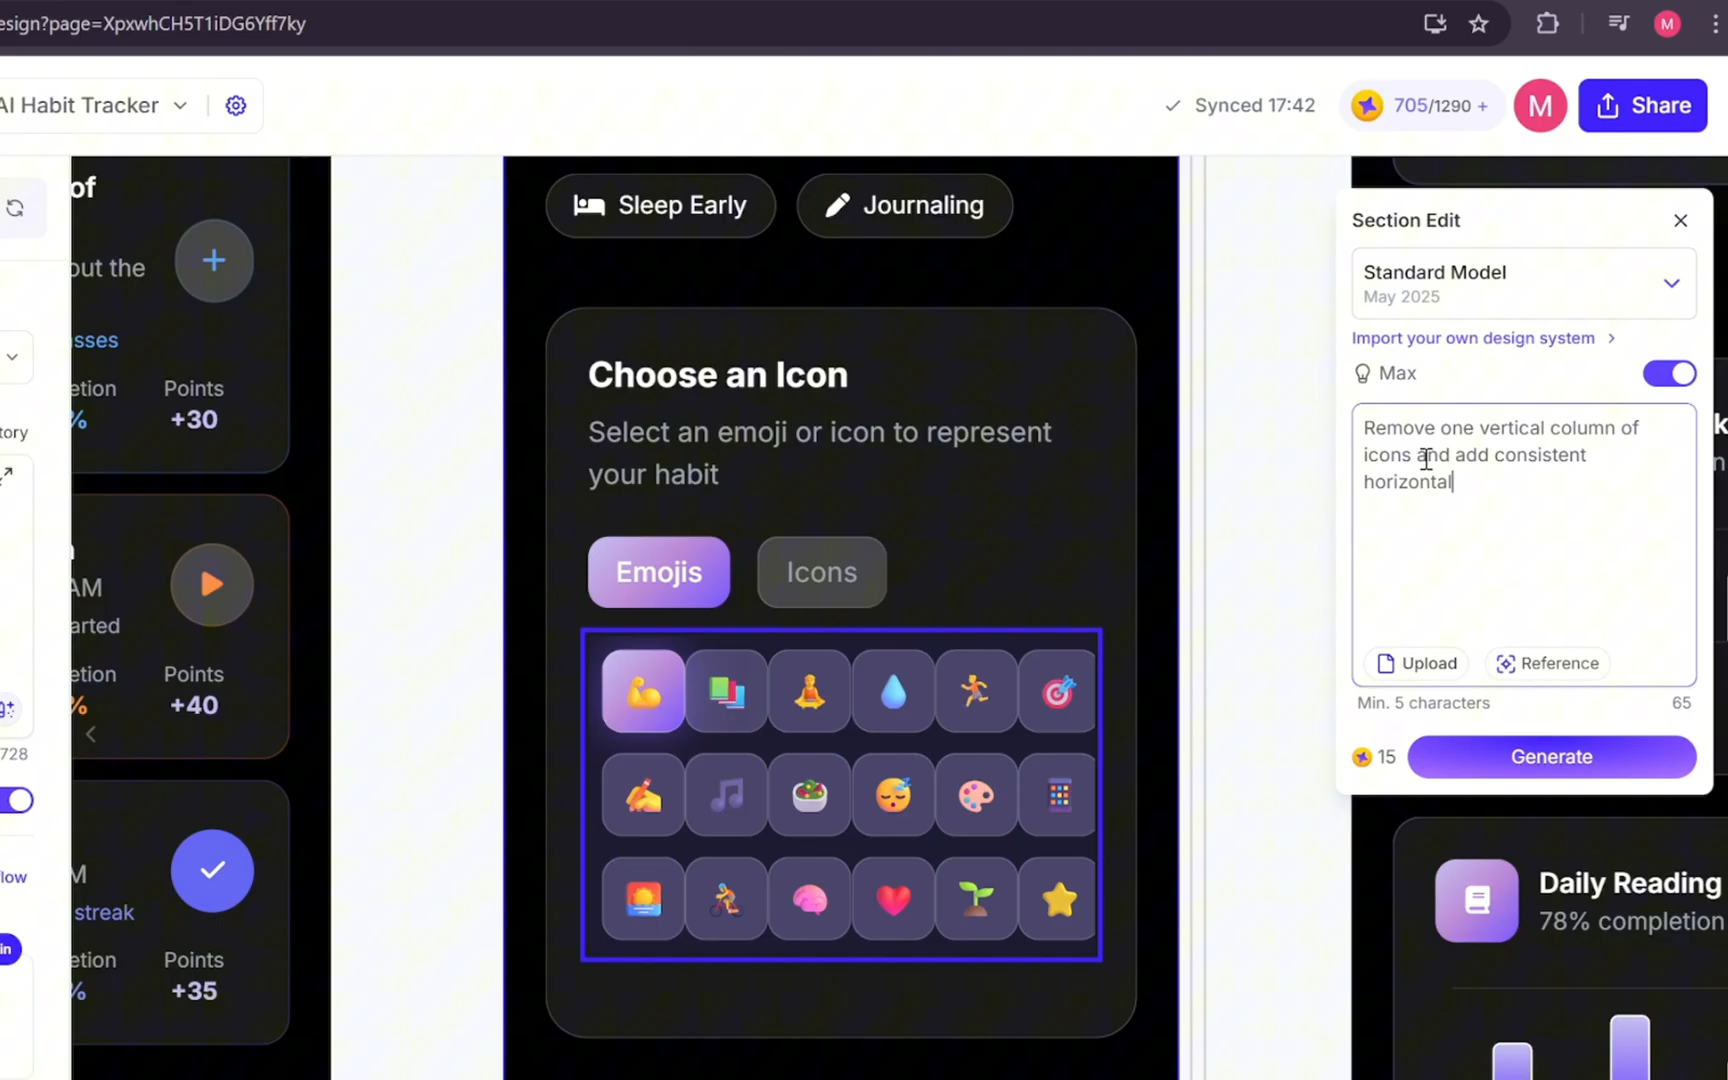 esign?page=XpxwhCH5T1iDG6Yff7ky
M
AI Habit Tracker
Synced 17:42
705/1290 +
M
Share
of
out the
sses
etion
Points
%
+30
tory
AM
arted
etion
Points
%
+40
728
M
low
streak
in
etion
Points
%
+35
Sleep Early
Journaling
Choose an Icon
Select an emoji or icon to represent
your habit
Emojis
Icons
Section Edit
Standard Model
May 2025
Import your own design system
Max
Remove one vertical column of
icons and add consistent
horizontal
Upload
Reference
Min. 5 characters
65
15
Generate
Daily Reading
78% completion